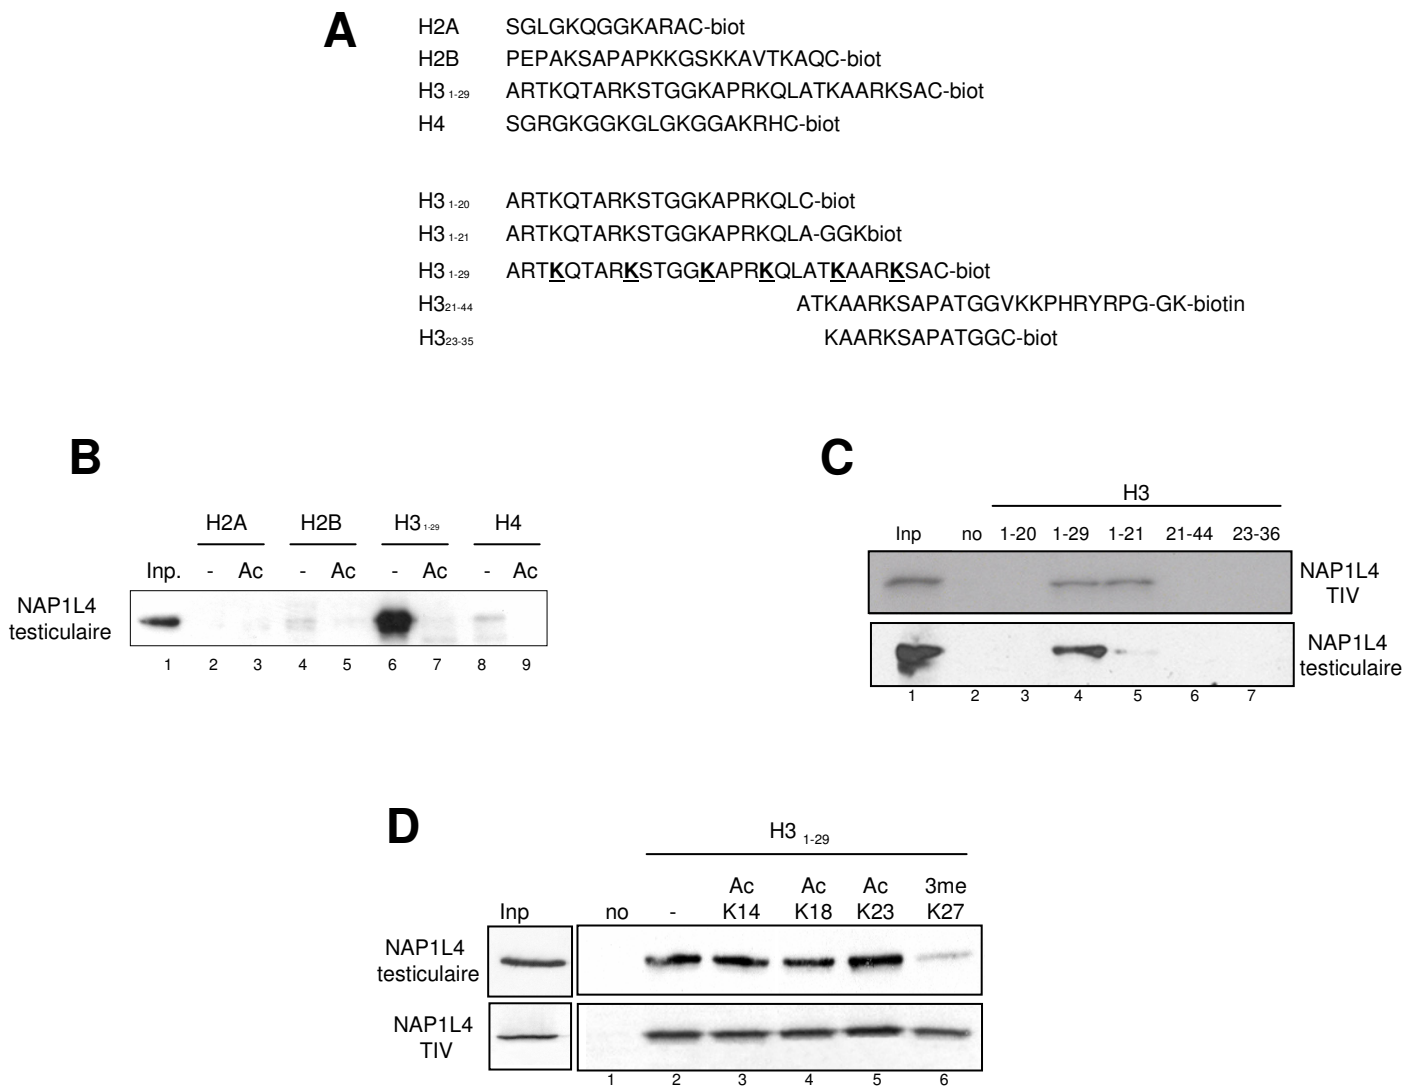 A
H2A SGLGKQGGKARAC-biot
H2B PEPAKSAPAPKKGSKKAVTKAQC-biot
H3 1-29 ARTKQTARKSTGGKAPRKQLATKAARKSAC-biot
H4 SGRGKGGKGLGKGGAKRHC-biot
H3 1-20 ARTKQTARKSTGGKAPRKQLC-biot
H3 1-21 ARTKQTARKSTGGKAPRKQLA-GGKbiot
H3 1-29 ARTKQTARKSTGGKAPRKQLATKAARKSAC-biot
H321-44 ATKAARKSAPATGGVKKPHRYRPG-GK-biotin
H323-35 KAARKSAPATGGC-biot
B
H2A H2B H3 1-29 H4
Inp. - Ac - Ac - Ac - Ac
NAP1L4
testiculaire
1 2 3 4 5 6 7 8 9
C
H3
Inp no 1-20 1-29 1-21 21-44 23-36
NAP1L4
TIV
NAP1L4
testiculaire
1 2 3 4 5 6 7
D
H3 1-29
Ac Ac Ac 3me
Inp no - K14 K18 K23 K27
NAP1L4
testiculaire
NAP1L4
TIV
1 2 3 4 5 6